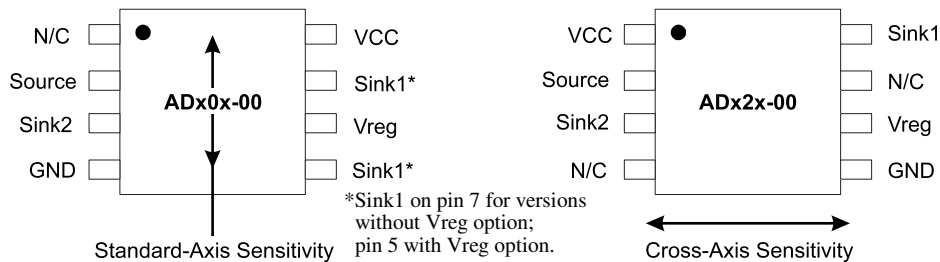 N/C
Source
Sink2
GND
ADx0x-00
VCC
Sink1*
Vreg
Sink1*
Standard-Axis Sensitivity
*Sink1 on pin 7 for versions
without Vreg option;
pin 5 with Vreg option.
VCC
Source
Sink2
N/C
ADx2x-00
Sink1
N/C
Vreg
GND
Cross-Axis Sensitivity